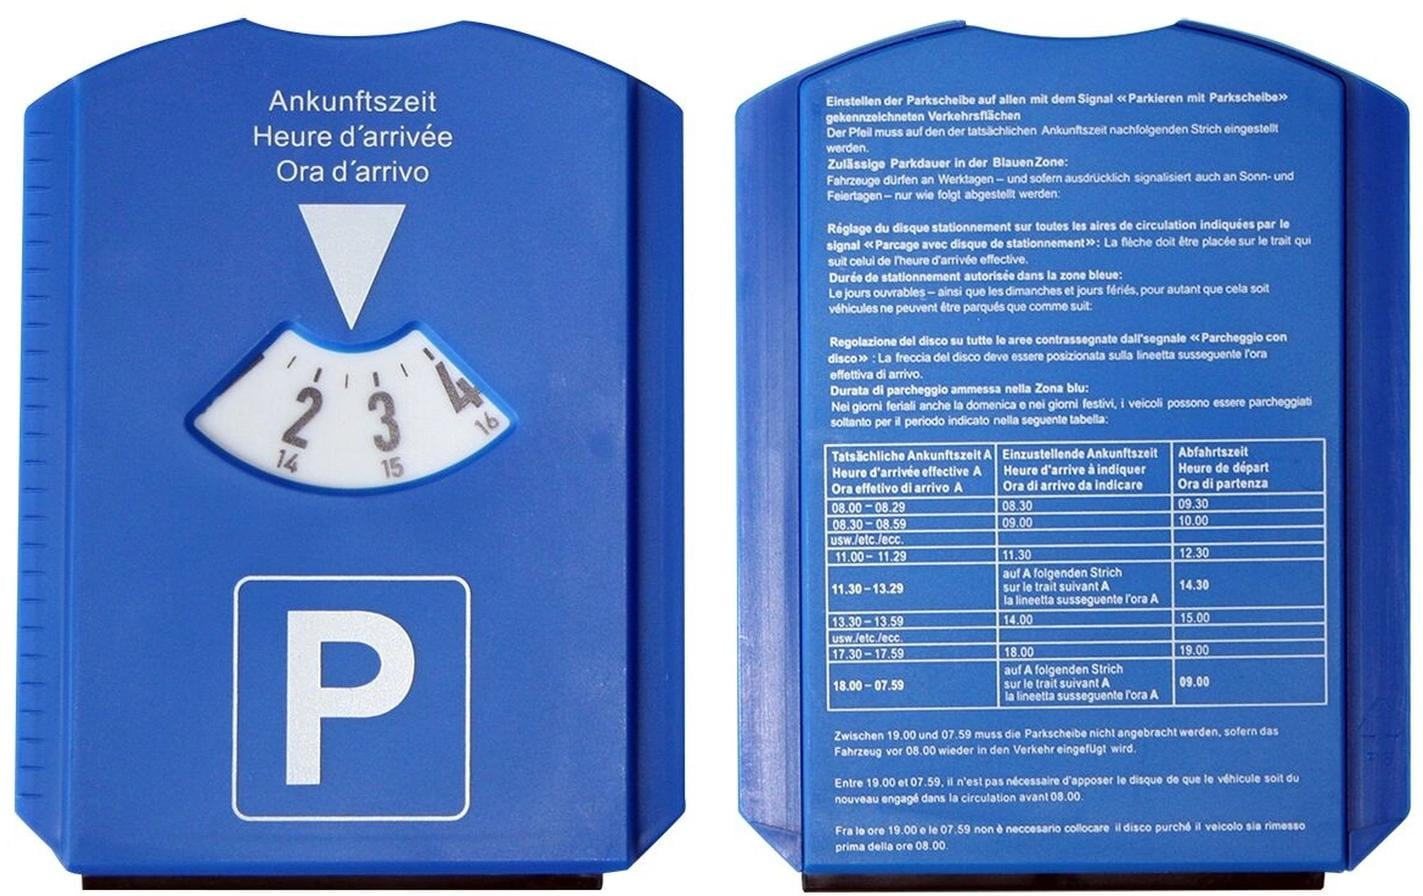 Ankunftszeit
Heure d´arrivée
Ora d´arrivo
2 3 4
14 15 16
P
Einstellen der Parkscheibe auf allen mit dem Signal «Parkieren mit Parkscheibe»
gekennzeichneten Verkehrsflächen
Der Pfeil muss auf den der tatsächlichen Ankunftszeit nachfolgenden Strich eingestellt
werden.
Zulässige Parkdauer in der BlauenZone:
Fahrzeuge dürfen an Werktagen – und sofern ausdrücklich signalisiert auch an Sonn- und
Feiertagen – nur wie folgt abgestellt werden:
Réglage du disque stationnement sur toutes les aires de circulation indiquées par le
signal «Parcage avec disque de stationnement»: La flèche doit être placée sur le trait qui
suit celui de l'heure d'arrivée effective.
Durée de stationnement autorisée dans la zone bleue:
Le jours ouvrables – ainsi que les dimanches et jours fériés, pour autant que cela soit
véhicules ne peuvent être parqués que comme suit:
Regolazione del disco su tutte le aree contrassegnate dall'segnale «Parcheggio con
disco» : La freccia del disco deve essere posizionata sulla lineetta susseguente l'ora
effettiva di arrivo.
Durata di parcheggio ammessa nella Zona blu:
Nei giorni feriali anche la domenica e nei giorni festivi, i veicoli possono essere parcheggiati
soltanto per il periodo indicato nella seguente tabella:
Tatsächliche Ankunftszeit A Einzustellende Ankunftszeit Abfahrtszeit
Heure d'arrivée effective A Heure d'arrive à indiquer Heure de départ
Ora effetivo di arrivo A Ora di arrivo da indicare Ora di partenza
08.00 – 08.29 08.30 09.30
08.30 – 08.59 09.00 10.00
usw./etc./ecc.
11.00 – 11.29 11.30 12.30
auf A folgenden Strich
11.30 – 13.29 sur le trait suivant A 14.30
la lineetta susseguente l'ora A
13.30 – 13.59 14.00 15.00
usw./etc./ecc.
17.30 – 17.59 18.00 19.00
auf A folgenden Strich
18.00 – 07.59 sur le trait suivant A 09.00
la lineetta susseguente l'ora A
Zwischen 19.00 und 07.59 muss die Parkscheibe nicht angebracht werden, sofern das
Fahrzeug vor 08.00 wieder in den Verkehr eingefügt wird.
Entre 19.00 et 07.59, il n'est pas nécessaire d'apposer le disque de que le véhicule soit du
nouveau engagé dans la circulation avant 08.00.
Fra le ore 19.00 e le 07.59 non è neccesario collocare il disco purché il veicolo sia rimesso
prima della ore 08.00.